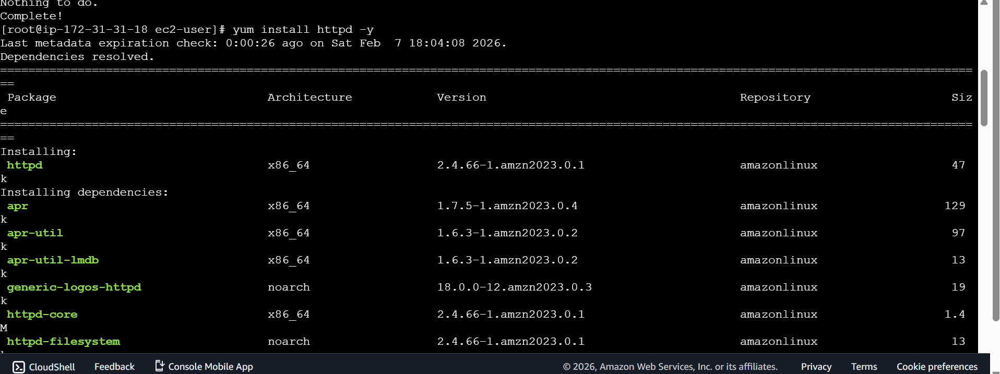 Nothing to do.
Complete!
[root@ip-172-31-31-18 ec2-user]# yum install httpd -y
Last metadata expiration check: 0:00:26 ago on Sat Feb  7 18:04:08 2026.
Dependencies resolved.
==========================================================================================================================================
==
 Package                              Architecture            Version                                    Repository                    Siz
e
==========================================================================================================================================
==
Installing:
 httpd                                x86_64                  2.4.66-1.amzn2023.0.1                      amazonlinux                   47
k
Installing dependencies:
 apr                                  x86_64                  1.7.5-1.amzn2023.0.4                       amazonlinux                  129
k
 apr-util                             x86_64                  1.6.3-1.amzn2023.0.2                       amazonlinux                   97
k
 apr-util-lmdb                        x86_64                  1.6.3-1.amzn2023.0.2                       amazonlinux                   13
k
 generic-logos-httpd                  noarch                  18.0.0-12.amzn2023.0.3                     amazonlinux                   19
k
 httpd-core                           x86_64                  2.4.66-1.amzn2023.0.1                      amazonlinux                  1.4
M
 httpd-filesystem                     noarch                  2.4.66-1.amzn2023.0.1                      amazonlinux                   13
CloudShell Feedback Console Mobile App © 2026, Amazon Web Services, Inc. or its affiliates. Privacy Terms Cookie preferences